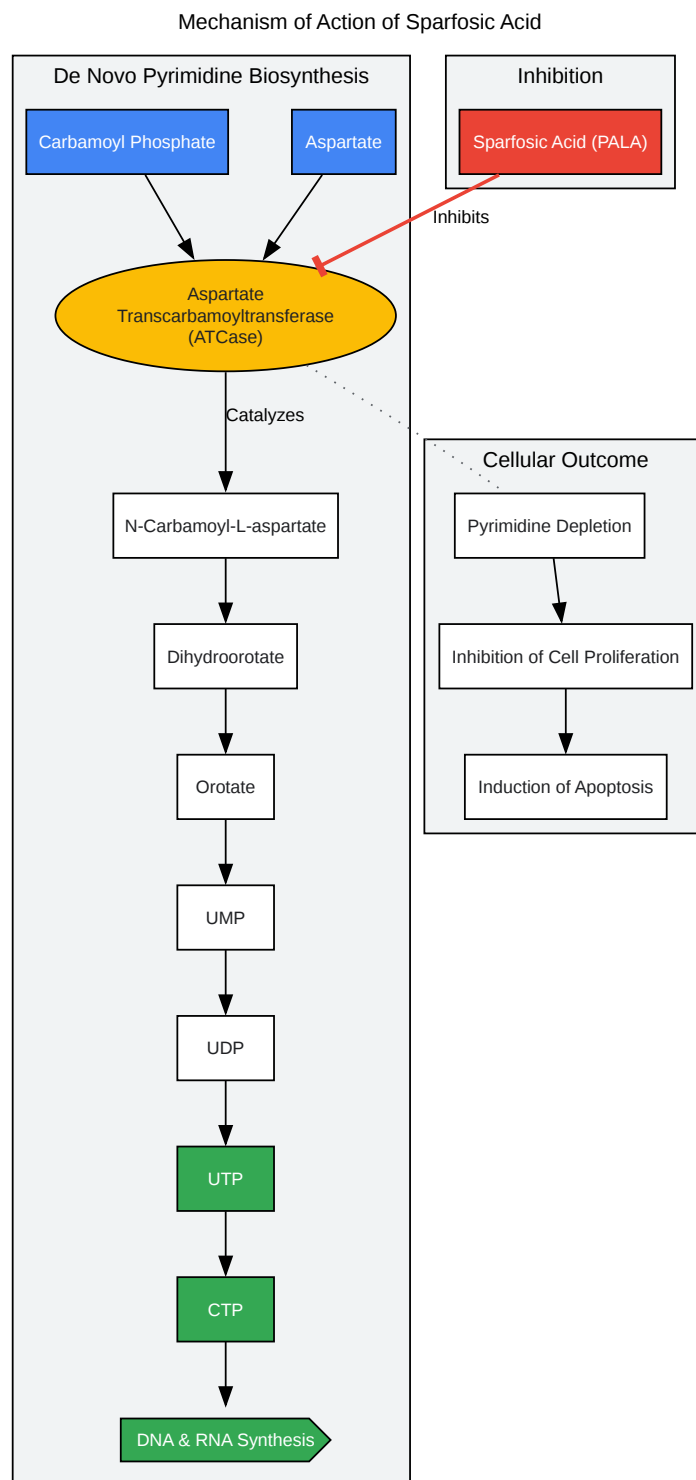 Mechanism of Action of Sparfosic Acid
De Novo Pyrimidine Biosynthesis
Inhibition
Carbamoyl Phosphate
Aspartate
Sparfosic Acid (PALA)
Inhibits
Aspartate
Transcarbamoyltransferase
(ATCase)
Catalyzes
Cellular Outcome
N-Carbamoyl-L-aspartate
Pyrimidine Depletion
Dihydroorotate
Inhibition of Cell Proliferation
Orotate
Induction of Apoptosis
UMP
UDP
UTP
CTP
DNA & RNA Synthesis